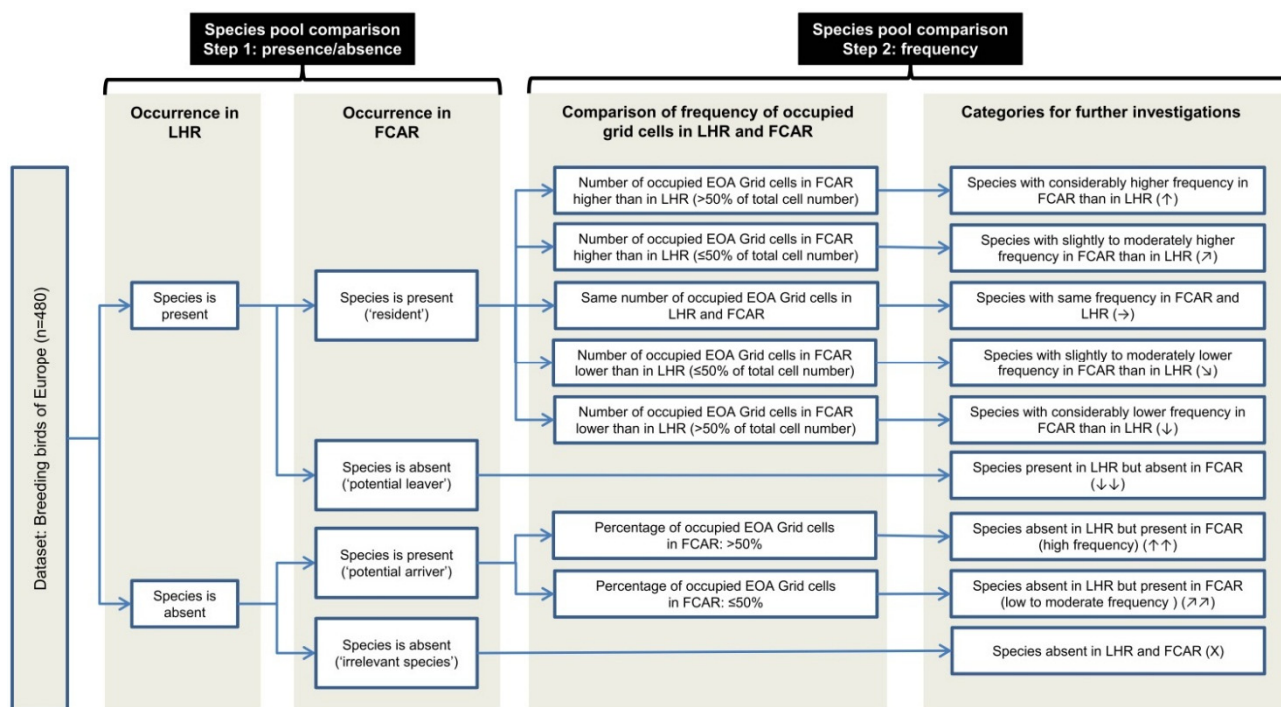 Species pool comparison
Step 1: presence/absence
Species pool comparison
Step 2: frequency
Occurrence in
LHR
Occurrence in
FCAR
Comparison of frequency of occupied
grid cells in LHR and FCAR
Categories for further investigations
Dataset: Breeding birds of Europe (n=480)
Species is
present
Species is
absent
Species is present
(‘resident’)
Species is absent
(‘potential leaver’)
Species is present
(‘potential arriver’)
Species is absent
(‘irrelevant species’)
Number of occupied EOA Grid cells in FCAR
higher than in LHR (>50% of total cell number)
Number of occupied EOA Grid cells in FCAR
higher than in LHR (≤50% of total cell number)
Same number of occupied EOA Grid cells in
LHR and FCAR
Number of occupied EOA Grid cells in FCAR
lower than in LHR (≤50% of total cell number)
Number of occupied EOA Grid cells in FCAR
lower than in LHR (>50% of total cell number)
Percentage of occupied EOA Grid cells
in FCAR: >50%
Percentage of occupied EOA Grid cells
in FCAR: ≤50%
Species with considerably higher frequency in
FCAR than in LHR (↑)
Species with slightly to moderately higher
frequency in FCAR than in LHR (↗)
Species with same frequency in FCAR and
LHR (→)
Species with slightly to moderately lower
frequency in FCAR than in LHR (↘)
Species with considerably lower frequency in
FCAR than in LHR (↓)
Species present in LHR but absent in FCAR
(↓↓)
Species absent in LHR but present in FCAR
(high frequency) (↑↑)
Species absent in LHR but present in FCAR
(low to moderate frequency ) (↗↗)
Species absent in LHR and FCAR (X)